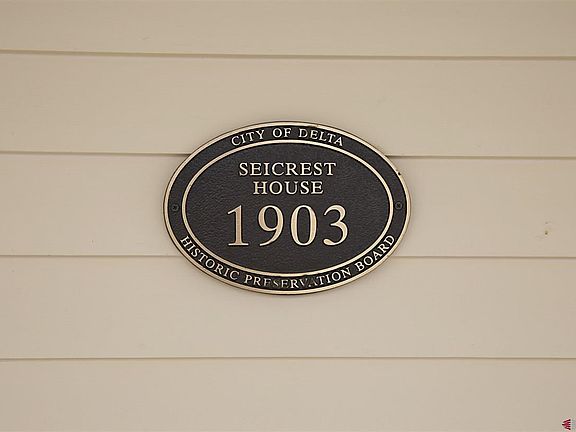 CITY OF DELTA
SEICREST
HOUSE
1903
HISTORIC PRESERVATION BOARD